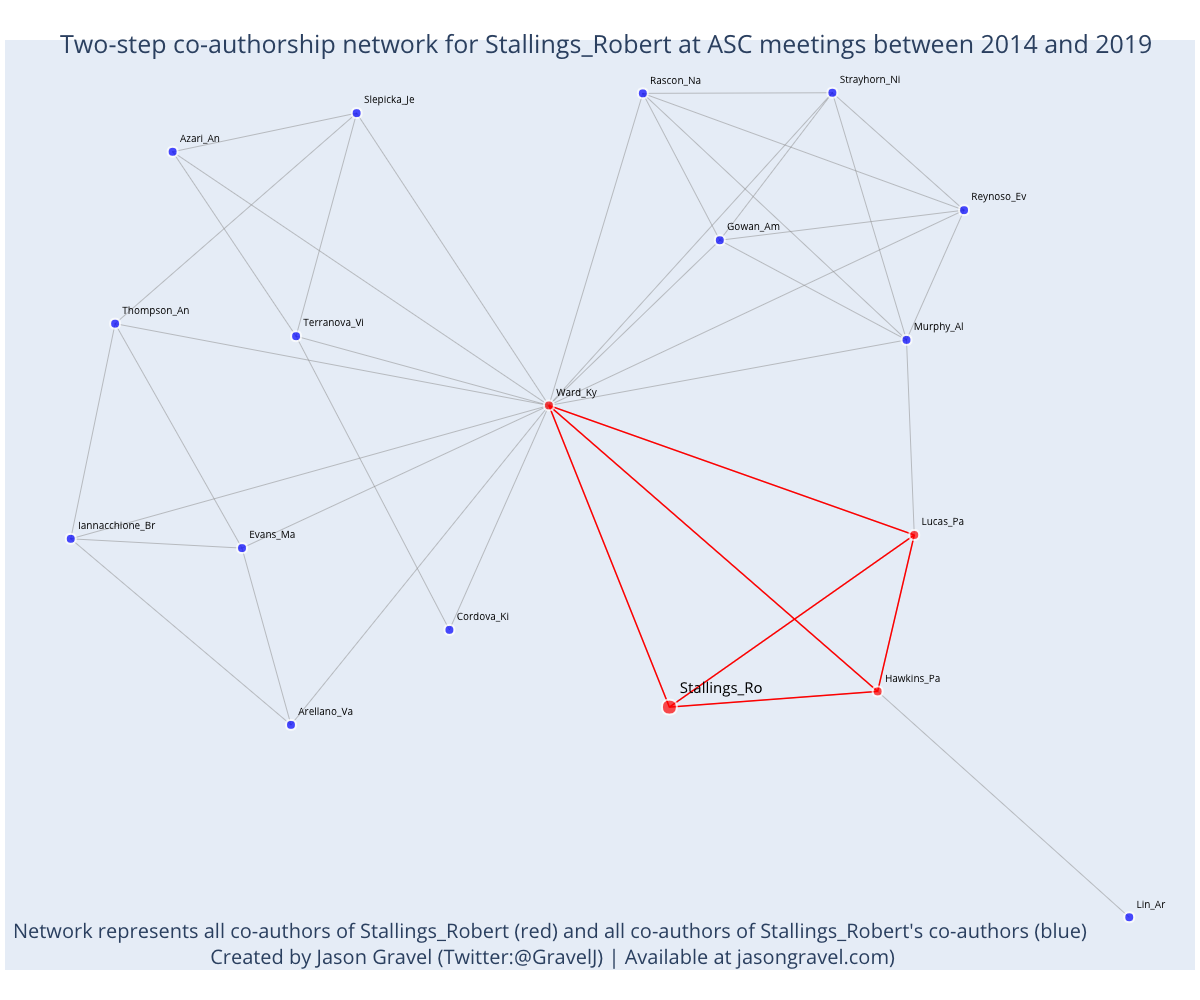 Two-step co-authorship network for Stallings_Robert at ASC meetings between 2014 and 2019
Rascon_Na
Strayhorn_Ni
Slepicka_Je
Azari_An
Reynoso_Ev
Gowan_Am
Thompson_An
Terranova_Vi
Murphy_Al
Ward_Ky
Iannacchione_Br
Lucas_Pa
Evans_Ma
Cordova_Ki
Hawkins_Pa
Stallings_Ro
Arellano_Va
Lin_Ar
Network represents all co-authors of Stallings_Robert (red) and all co-authors of Stallings_Robert's co-authors (blue)
Created by Jason Gravel (Twitter:@GravelJ) | Available at jasongravel.com)